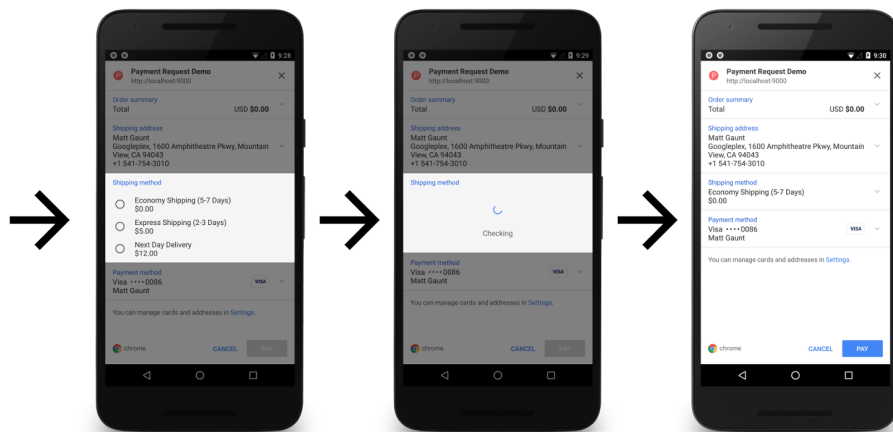 9:28
P
Payment Request Demo
http://localhost:9000
Order summary
Total USD $0.00
Shipping address
Matt Gaunt
Googleplex, 1600 Amphitheatre Pkwy, Mountain
View, CA 94043
+1 541-754-3010
Shipping method
Economy Shipping (5-7 Days)
$0.00
Express Shipping (2-3 Days)
$5.00
Next Day Delivery
$12.00
Payment method
Visa ····0086 VISA
Matt Gaunt
You can manage cards and addresses in Settings.
chrome CANCEL PAY
9:29
P
Payment Request Demo
http://localhost:9000
Order summary
Total USD $0.00
Shipping address
Matt Gaunt
Googleplex, 1600 Amphitheatre Pkwy, Mountain
View, CA 94043
+1 541-754-3010
Shipping method
Checking
Payment method
Visa ····0086 VISA
Matt Gaunt
You can manage cards and addresses in Settings.
chrome CANCEL PAY
9:30
P
Payment Request Demo
http://localhost:9000
Order summary
Total USD $0.00
Shipping address
Matt Gaunt
Googleplex, 1600 Amphitheatre Pkwy, Mountain
View, CA 94043
+1 541-754-3010
Shipping method
Economy Shipping (5-7 Days)
$0.00
Payment method
Visa ····0086 VISA
Matt Gaunt
You can manage cards and addresses in Settings.
chrome CANCEL PAY